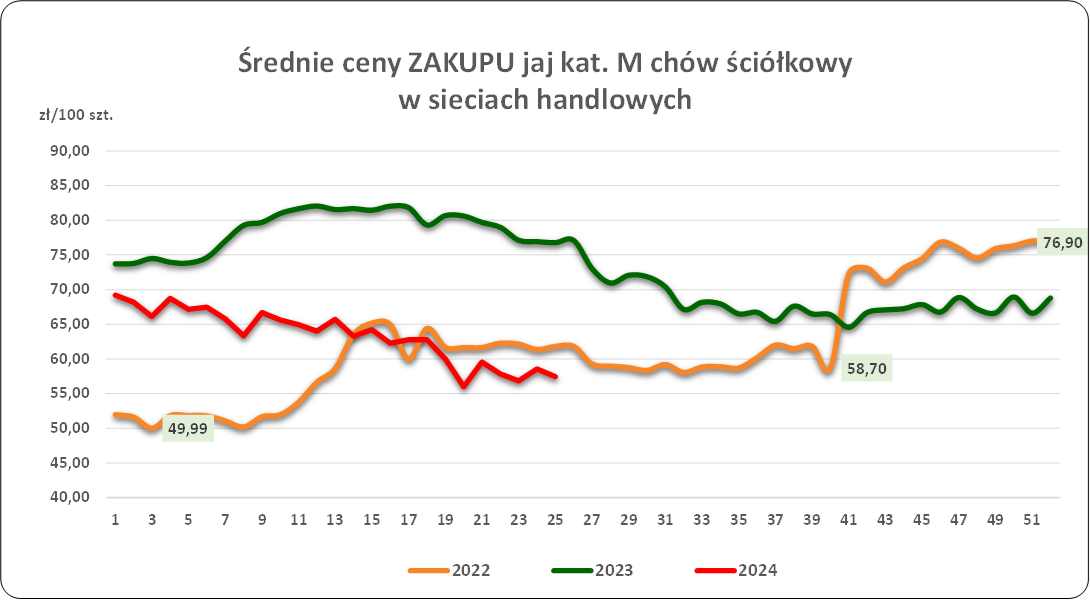 Średnie ceny ZAKUPU jaj kat. M chów ściółkowy
w sieciach handlowych
zł/100 szt.
90,00
85,00
80,00
75,00
70,00
65,00
60,00
55,00
50,00
45,00
40,00
76,90
58,70
49,99
1 3 5 7 9 11 13 15 17 19 21 23 25 27 29 31 33 35 37 39 41 43 45 47 49 51
2022 2023 2024